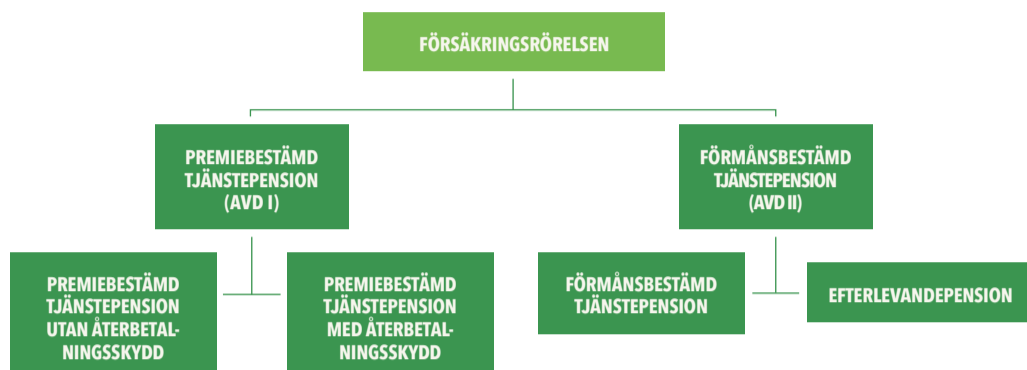 FÖRSÄKRINGSRÖRELSEN
PREMIEBESTÄMD
TJÄNSTEPENSION
(AVD I)
FÖRMÅNSBESTÄMD
TJÄNSTEPENSION
(AVD II)
PREMIEBESTÄMD
TJÄNSTEPENSION
UTAN ÅTERBETAL-
NINGSSKYDD
PREMIEBESTÄMD
TJÄNSTEPENSION
MED ÅTERBETAL-
NINGSSKYDD
FÖRMÅNSBESTÄMD
TJÄNSTEPENSION
EFTERLEVANDEPENSION